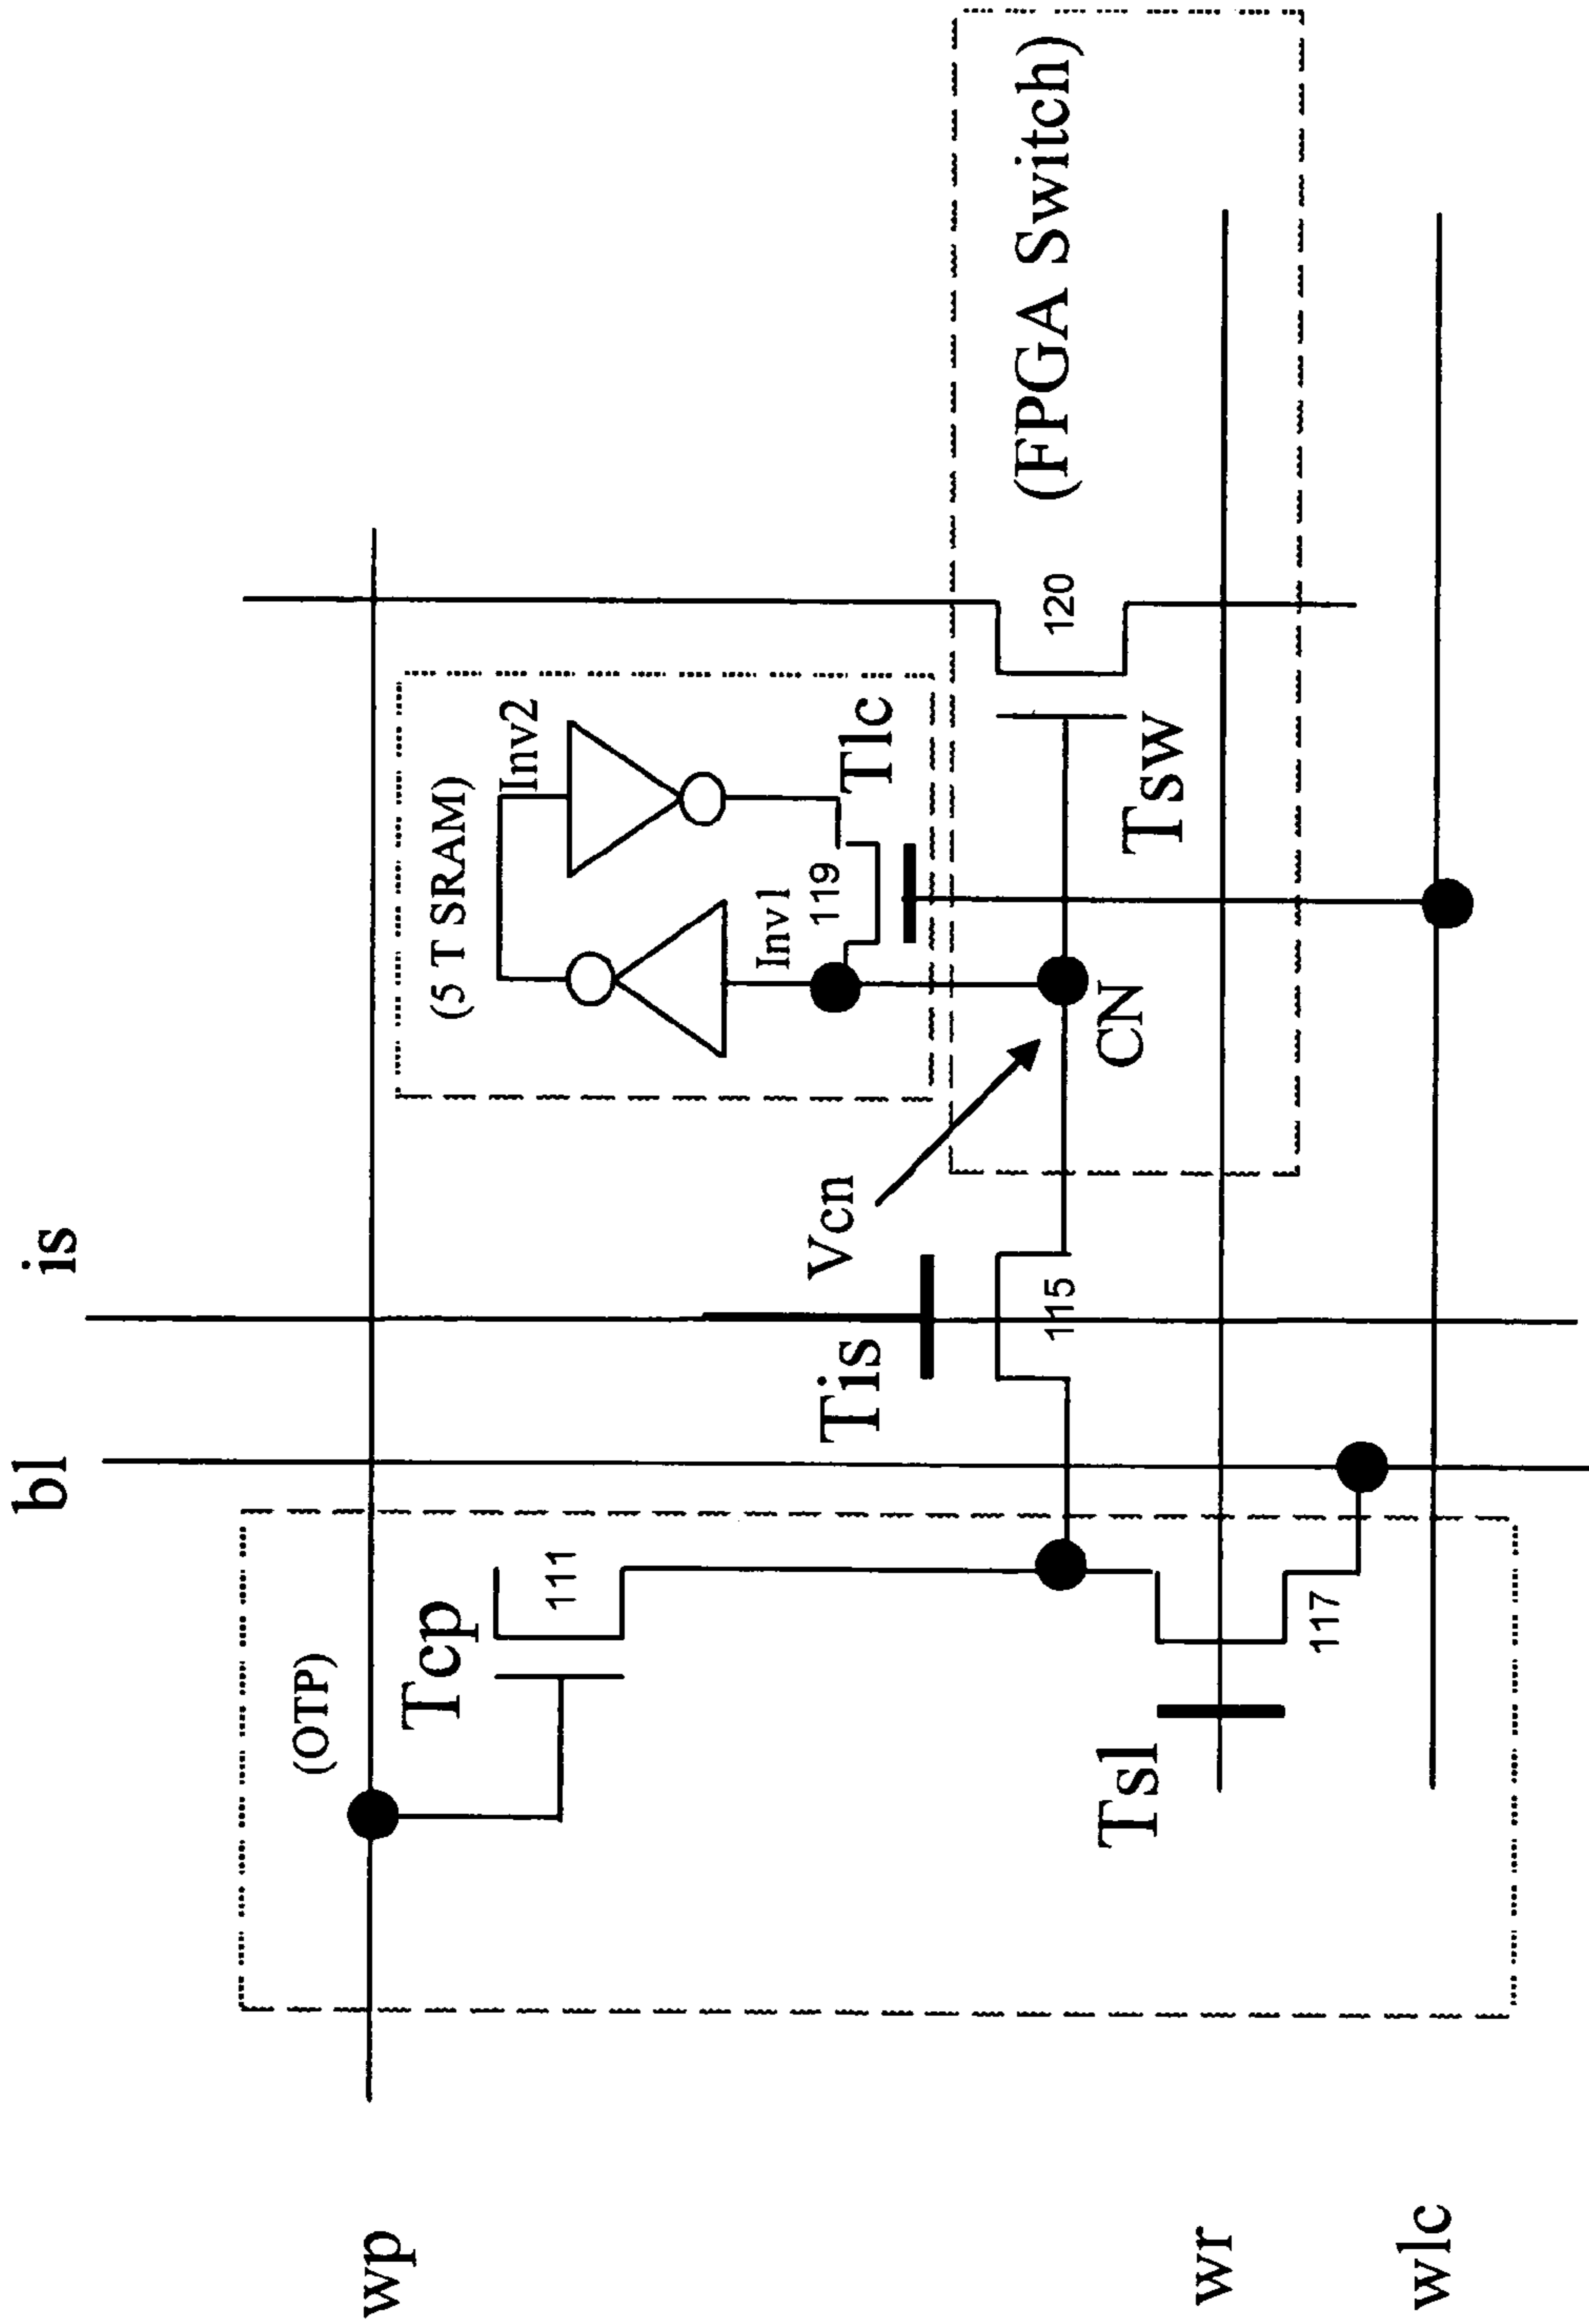 bl
is
(OTP)
wp
Tcp
(5 T SRAM)
Inv2
111
Inv1
119
Vcn
Tis
Tlc
(FPGA Switch)
115
120
CN
Tsl
Tsw
wr
117
wlc